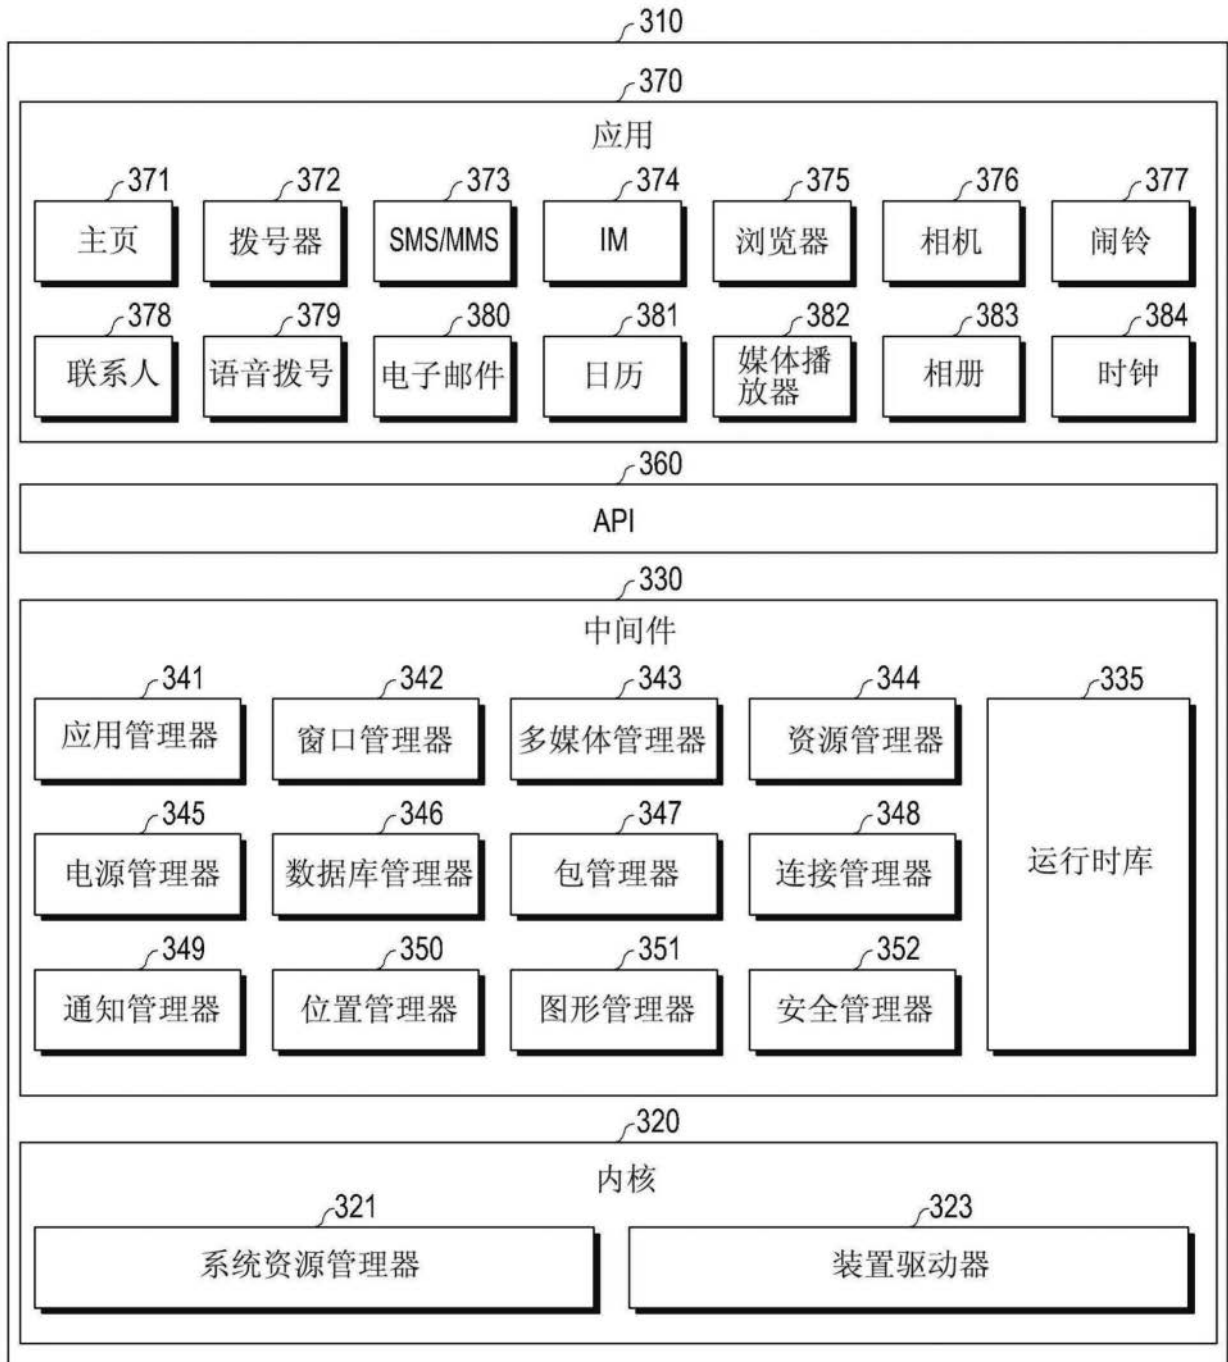 310
370
应用
371 372 373 374 375 376 377
主页 拨号器 SMS/MMS IM 浏览器 相机 闹铃
378 379 380 381 382 383 384
联系人 语音拨号 电子邮件 日历 媒体播放器 相册 时钟
360
API
330
中间件
341 342 343 344 335
应用管理器 窗口管理器 多媒体管理器 资源管理器
345 346 347 348
电源管理器 数据库管理器 包管理器 连接管理器 运行时库
349 350 351 352
通知管理器 位置管理器 图形管理器 安全管理器
320
内核
321 323
系统资源管理器 装置驱动器